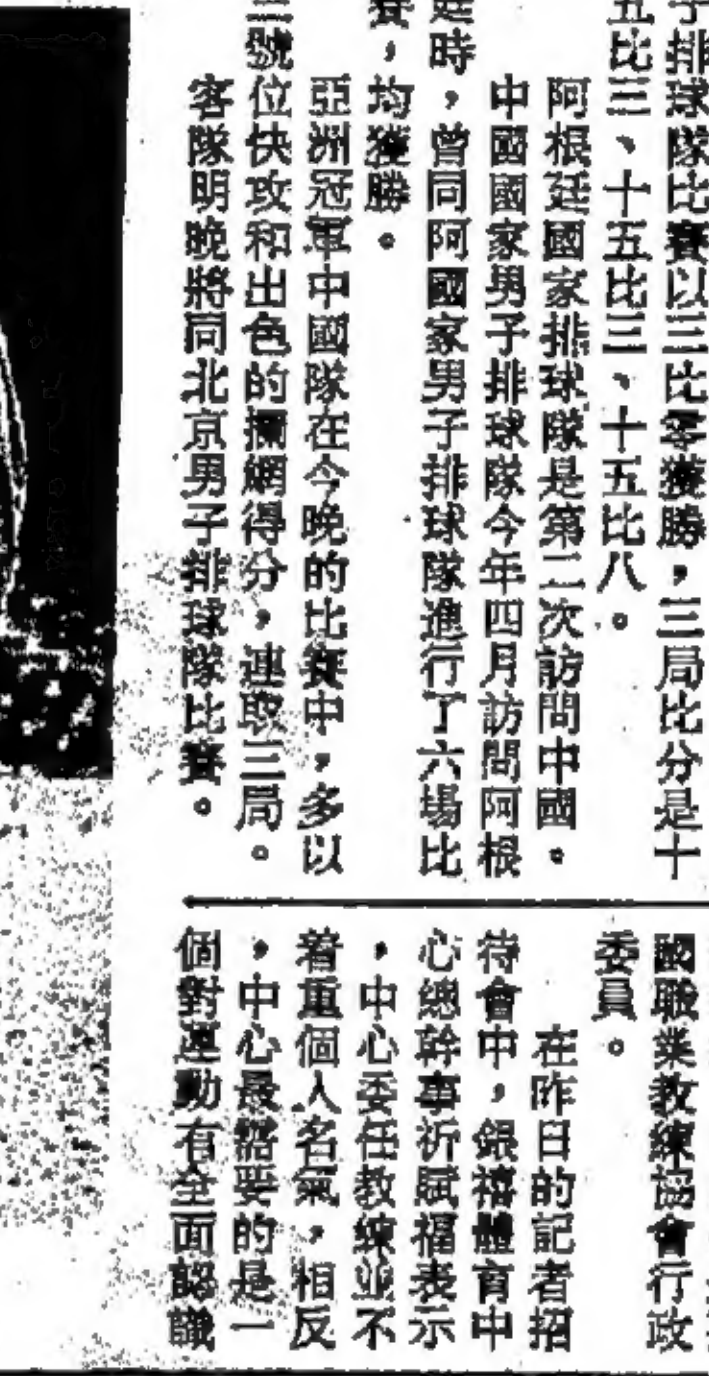 子排球隊比賽以三比零獲勝，三局比分是十
五比三、十五比三、十五比八。
阿根廷國家排球隊是第二次訪問中國。
中國國家男子排球隊今年四月訪問阿根
廷時，曾同阿國家男子排球隊進行了六場比
賽，均獲勝。
亞洲冠軍中國隊在今晚的比賽中，多以
三號位快攻和出色的攔網得分，連取三局。
客隊明晚將同北京男子排球隊比賽。
國職業教練協會行政
委員。
在昨日的記者招
待會中，銀禧體育中
心總幹事祈賦福表示
，中心委任教練並不
着重個人名氣，相反
，中心最需要的是一
個對運動有全面認識